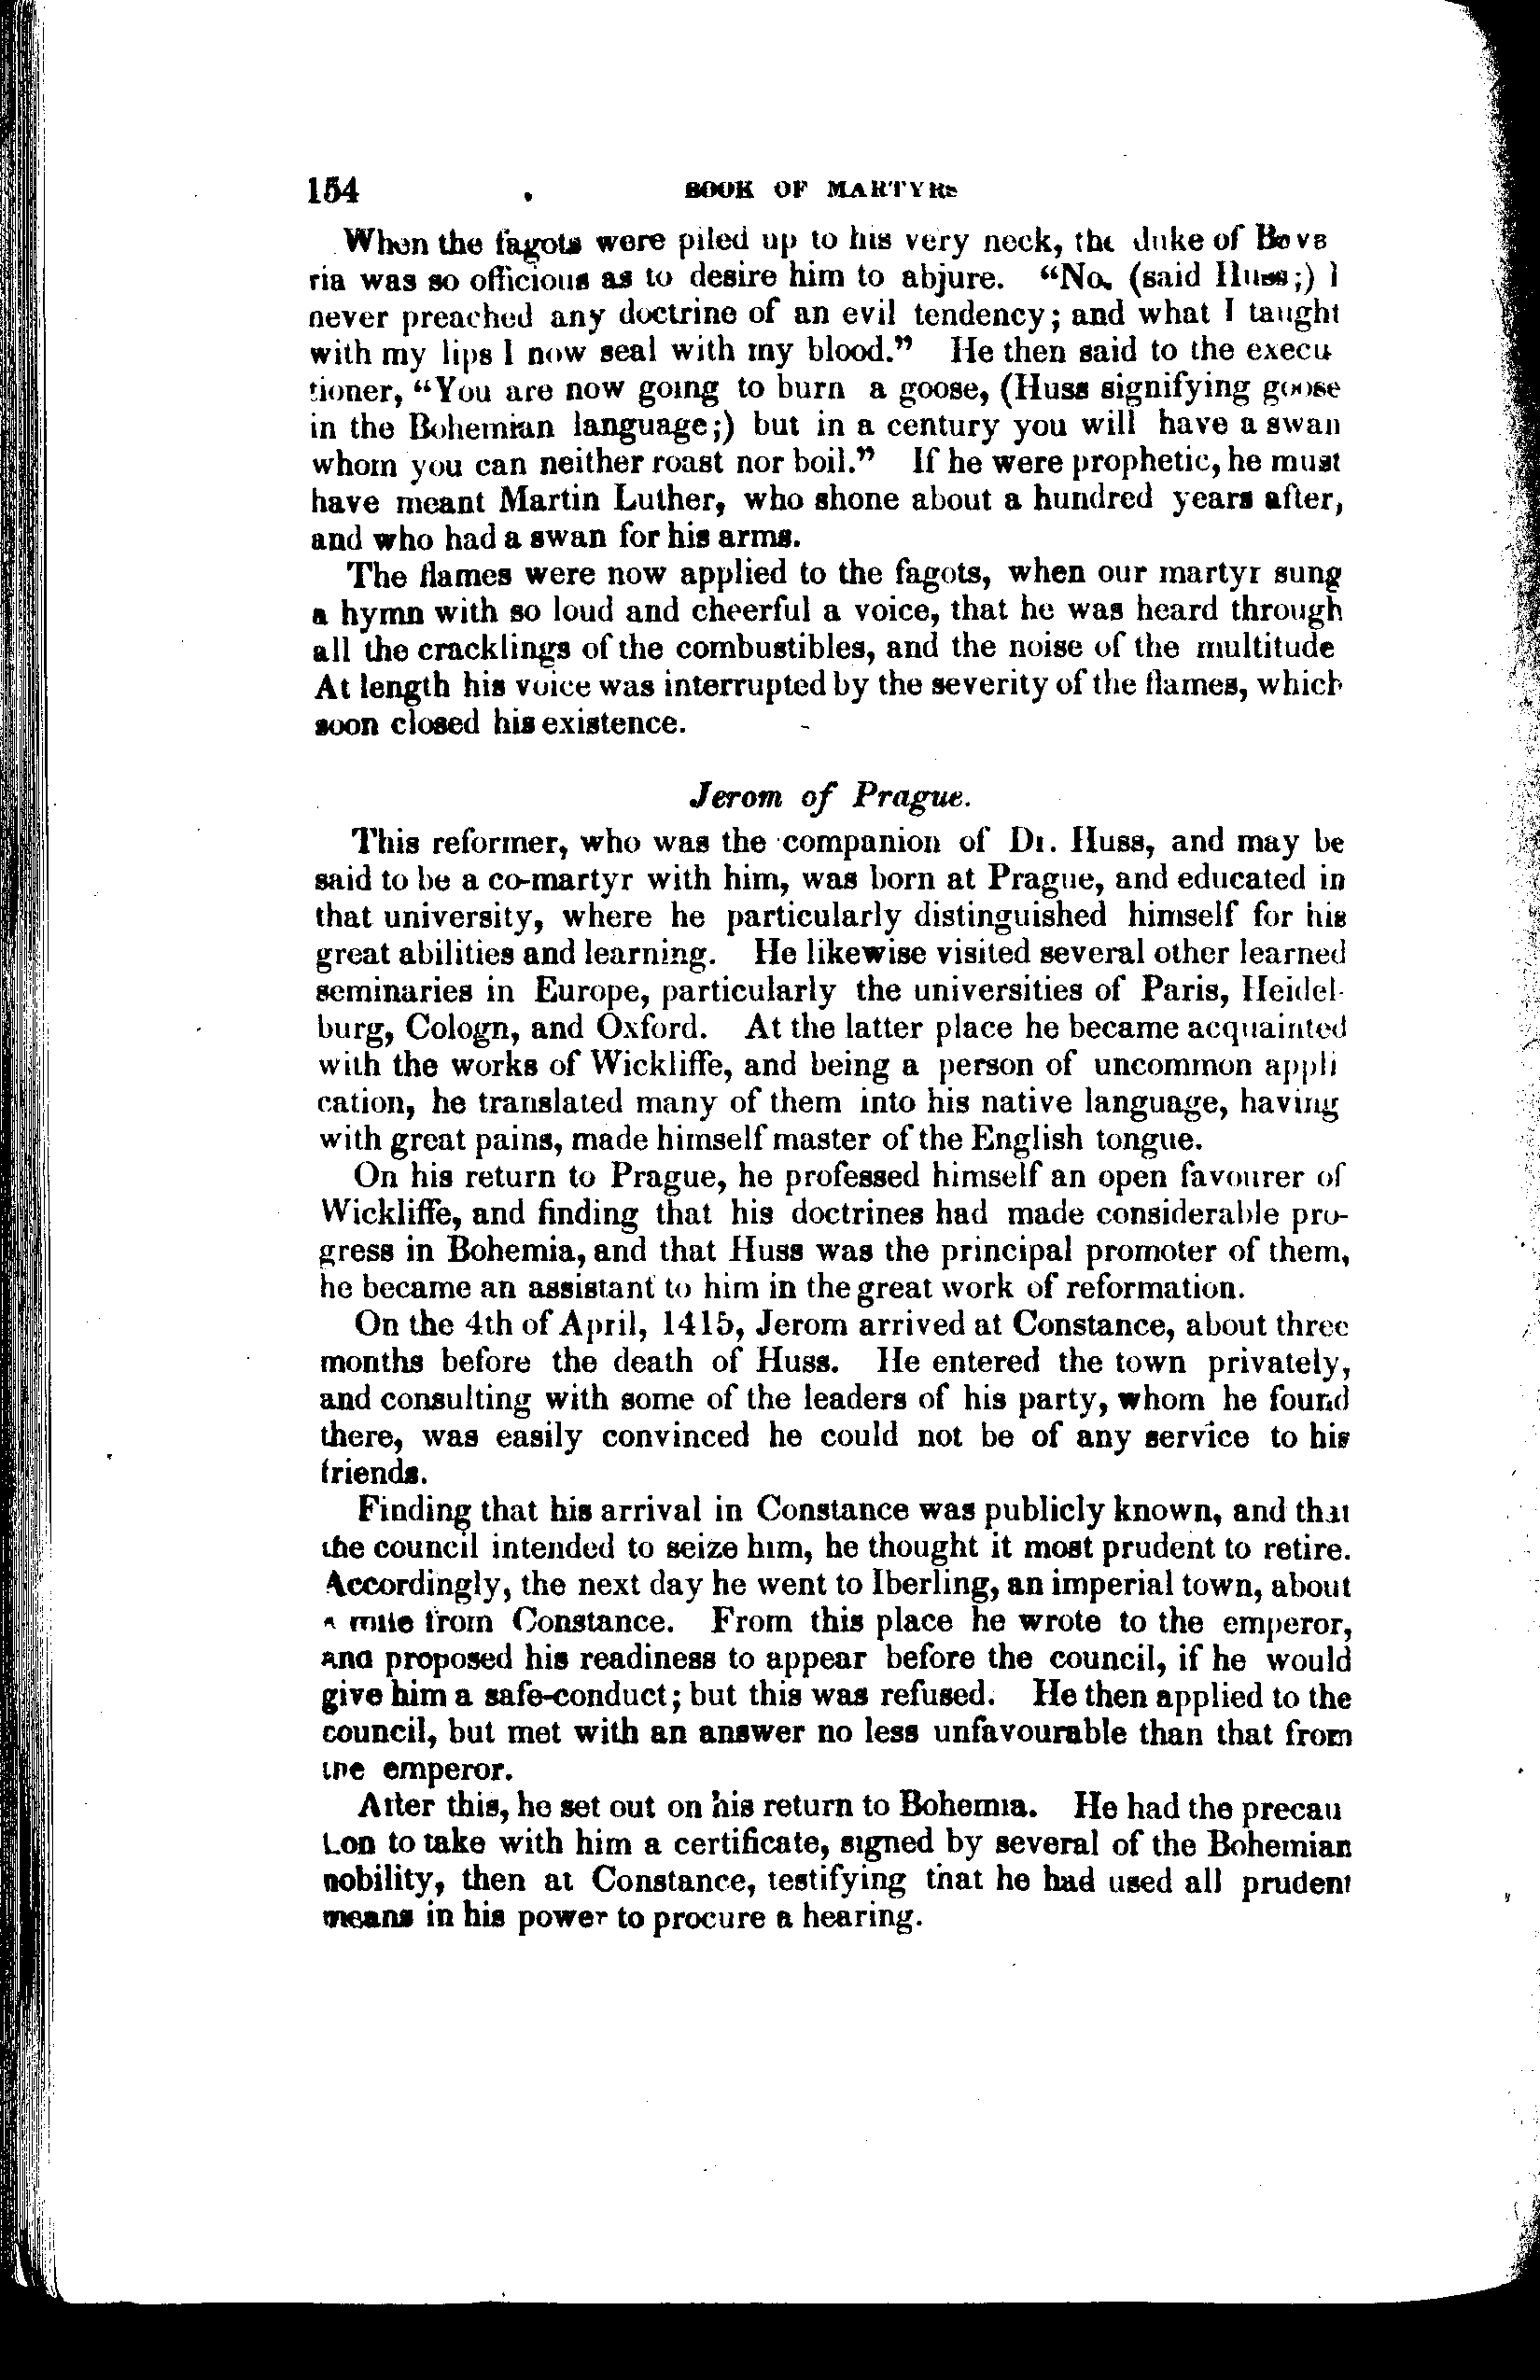 154 BOOK OF MARTYRS
When the fagots were piled up to his very neck, the duke of Bava
ria was so officious as to desire him to abjure. “No, (said Huss;) I
never preached any doctrine of an evil tendency; and what I taught
with my lips I now seal with my blood.” He then said to the execu
tioner, “You are now going to burn a goose, (Huss signifying goose
in the Bohemian language;) but in a century you will have a swan
whom you can neither roast nor boil.” If he were prophetic, he must
have meant Martin Luther, who shone about a hundred years after,
and who had a swan for his arms.
The flames were now applied to the fagots, when our martyr sung
a hymn with so loud and cheerful a voice, that he was heard through
all the cracklings of the combustibles, and the noise of the multitude
At length his voice was interrupted by the severity of the flames, which
soon closed his existence.
Jerom of Prague.
This reformer, who was the companion of Dr. Huss, and may be
said to be a co-martyr with him, was born at Prague, and educated in
that university, where he particularly distinguished himself for his
great abilities and learning. He likewise visited several other learned
seminaries in Europe, particularly the universities of Paris, Heidel-
burg, Cologn, and Oxford. At the latter place he became acquainted
with the works of Wickliffe, and being a person of uncommon appli
cation, he translated many of them into his native language, having
with great pains, made himself master of the English tongue.
On his return to Prague, he professed himself an open favourer of
Wickliffe, and finding that his doctrines had made considerable pro-
gress in Bohemia, and that Huss was the principal promoter of them,
he became an assistant to him in the great work of reformation.
On the 4th of April, 1415, Jerom arrived at Constance, about three
months before the death of Huss. He entered the town privately,
and consulting with some of the leaders of his party, whom he found
there, was easily convinced he could not be of any service to his
friends.
Finding that his arrival in Constance was publicly known, and that
the council intended to seize him, he thought it most prudent to retire.
Accordingly, the next day he went to Iberling, an imperial town, about
a mile from Constance. From this place he wrote to the emperor,
and proposed his readiness to appear before the council, if he would
give him a safe-conduct; but this was refused. He then applied to the
council, but met with an answer no less unfavourable than that from
the emperor.
After this, he set out on his return to Bohemia. He had the precau
tion to take with him a certificate, signed by several of the Bohemian
nobility, then at Constance, testifying that he had used all prudent
means in his power to procure a hearing.